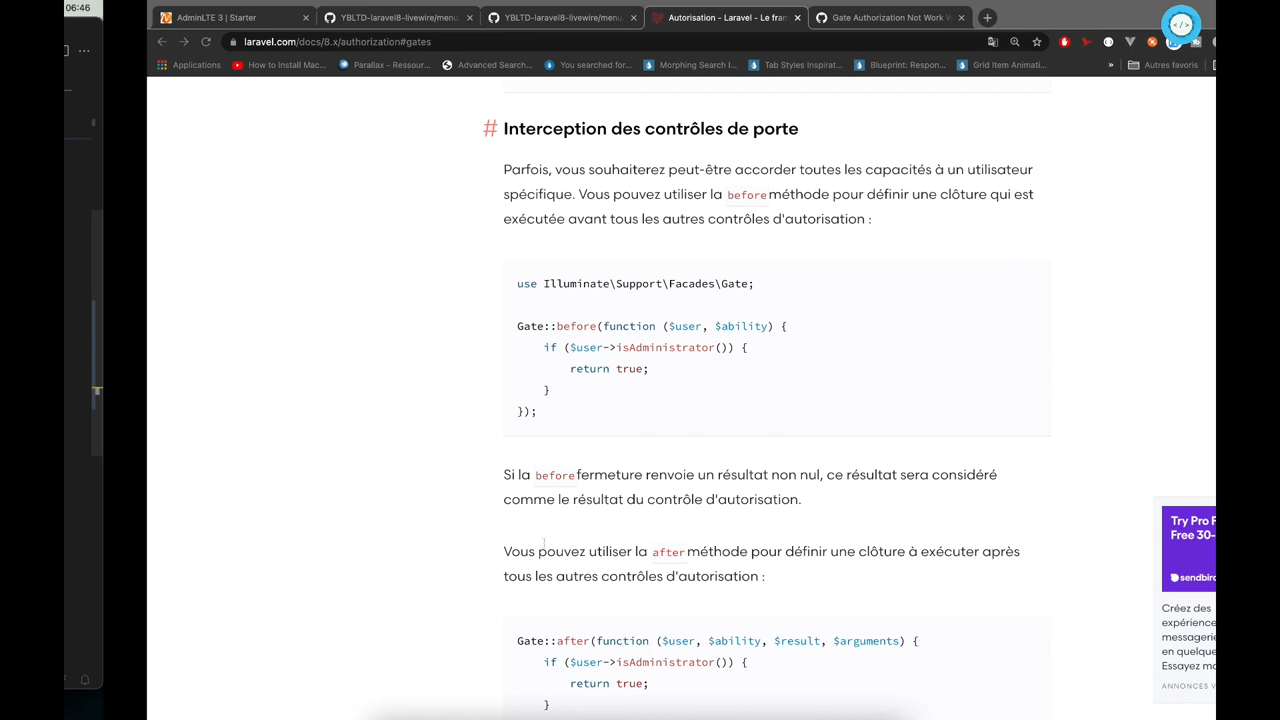 06:46
AdminLTE 3 | Starter
YBLTD-laravel8-livewire/menu
YBLTD-laravel8-livewire/menu
Autorisation - Laravel - Le fra
Gate Authorization Not Work W
laravel.com/docs/8.x/authorization#gates
Applications
How to Install Mac...
Parallax - Ressour...
Advanced Search...
You searched for...
Morphing Search I...
Tab Styles Inspirat...
Blueprint: Respon...
Grid Item Animati...
»
Autres favoris
# Interception des contrôles de porte
Parfois, vous souhaiterez peut-être accorder toutes les capacités à un utilisateur
spécifique. Vous pouvez utiliser la before méthode pour définir une clôture qui est
exécutée avant tous les autres contrôles d'autorisation :
use Illuminate\Support\Facades\Gate;
Gate::before(function ($user, $ability) {
if ($user->isAdministrator()) {
return true;
}
});
Si la before fermeture renvoie un résultat non nul, ce résultat sera considéré
comme le résultat du contrôle d'autorisation.
Vous pouvez utiliser la after méthode pour définir une clôture à exécuter après
tous les autres contrôles d'autorisation :
Gate::after(function ($user, $ability, $result, $arguments) {
if ($user->isAdministrator()) {
return true;
}
Try Pro F
Free 30-
sendbird
Créez des
expérience
messagerie
en quelque
Essayez ma
ANNONCES V